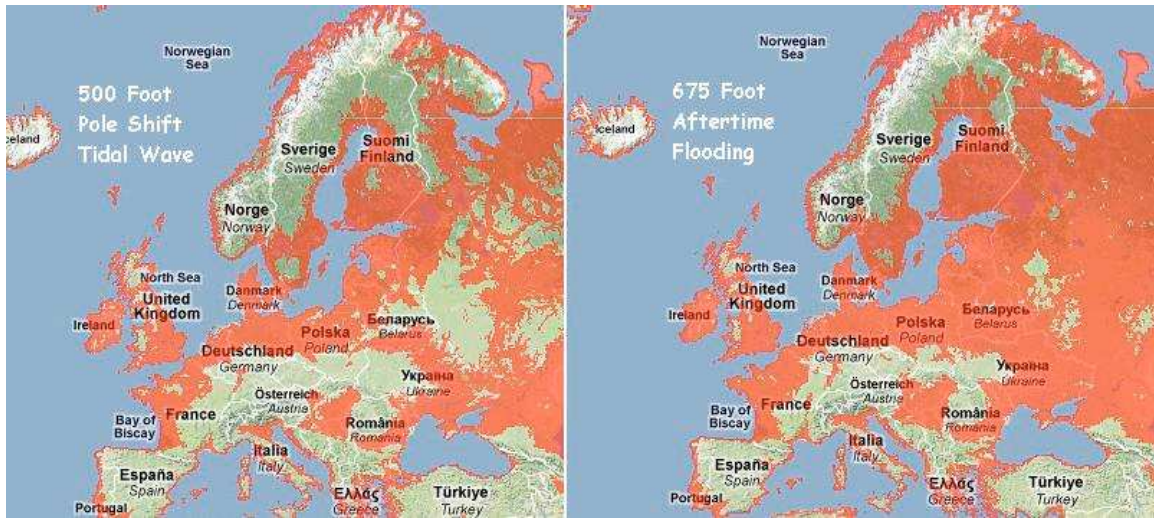 Norwegian
Sea
500 Foot
Pole Shift
Tidal Wave
celand
Suomi
Finland
Sverige
Sweden
Norge
Norway
North Sea
Danmark
Denmark
United
Kingdom
Ireland
Polska
Poland
Беларусь
Belarus
Deutschland
Germany
Україна
Ukraine
Österreich
Austria
France
Bay of
Biscay
România
Romania
Italia
Italy
España
Spain
Portugal
Ελλάς
Greece
Türkiye
Turkey
Norwegian
Sea
675 Foot
Aftertime
Flooding
Iceland
Suomi
Finland
Sverige
Sweden
Norge
Norway
North Sea
Danmark
Denmark
United
Kingdom
Ireland
Polska
Poland
Беларусь
Belarus
Deutschland
Germany
Україна
Ukraine
Österreich
Austria
France
Bay of
Biscay
România
Romania
Italia
Italy
España
Spain
Portugal
Ελλάς
Greece
Türkiye
Turkey